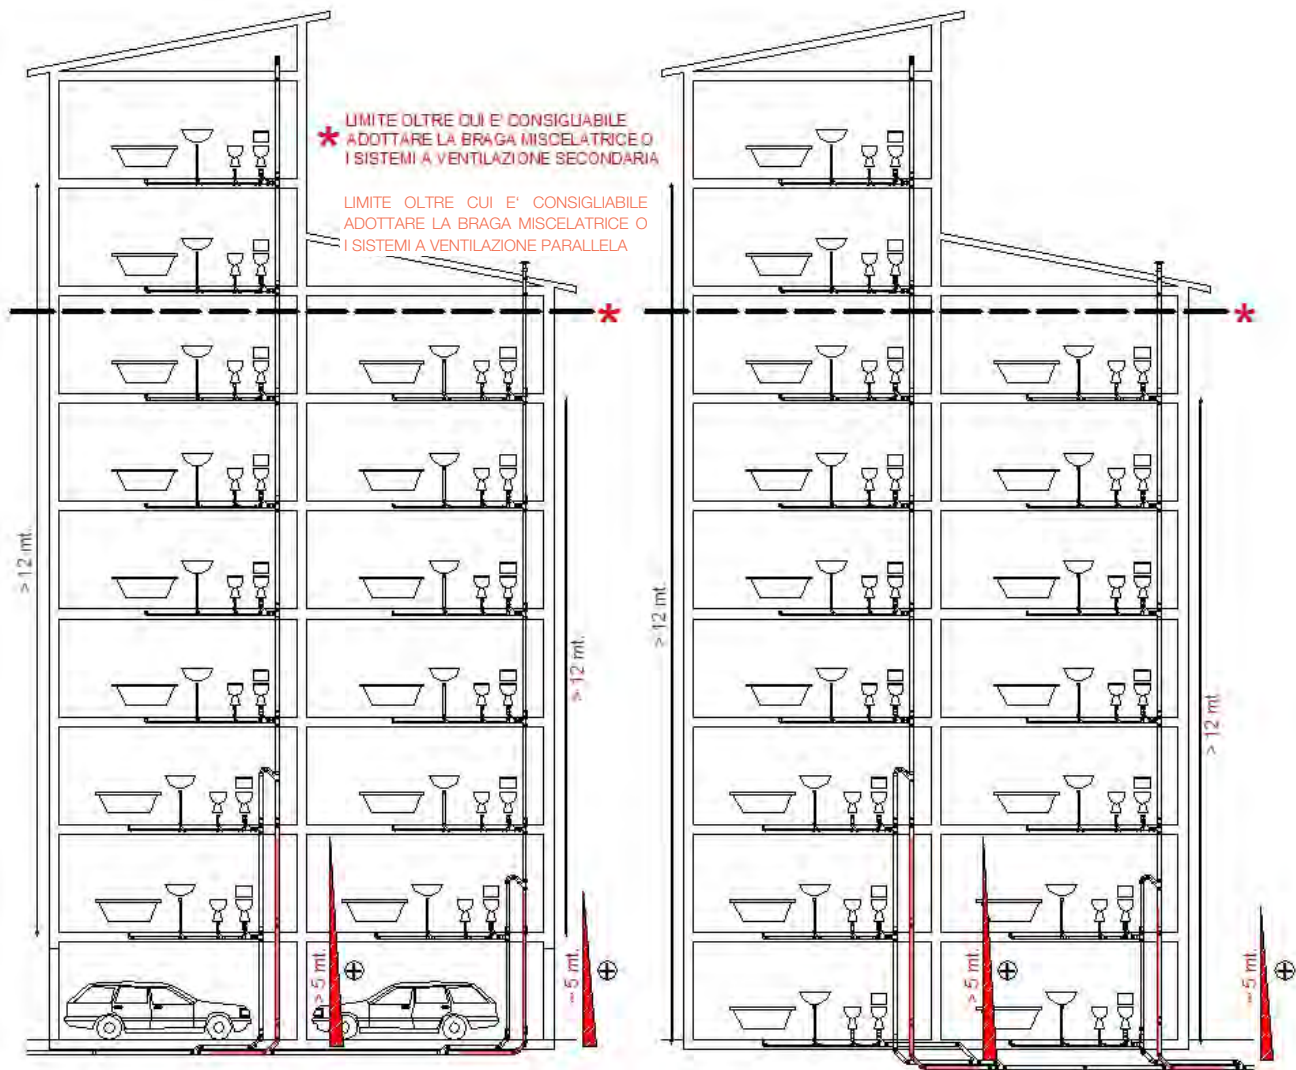 LIMITE OLTRE CUI E' CONSIGLIABILE
* ADOTTARE LA BRAGA MISCELATRICE O
I SISTEMI A VENTILAZIONE SECONDARIA
LIMITE OLTRE CUI E' CONSIGLIABILE
ADOTTARE LA BRAGA MISCELATRICE O
I SISTEMI A VENTILAZIONE PARALLELA
*
*
> 12 mt.
> 12 mt.
> 12 mt.
> 12 mt.
> 5 mt.
~ 5 mt.
> 5 mt.
~ 5 mt.